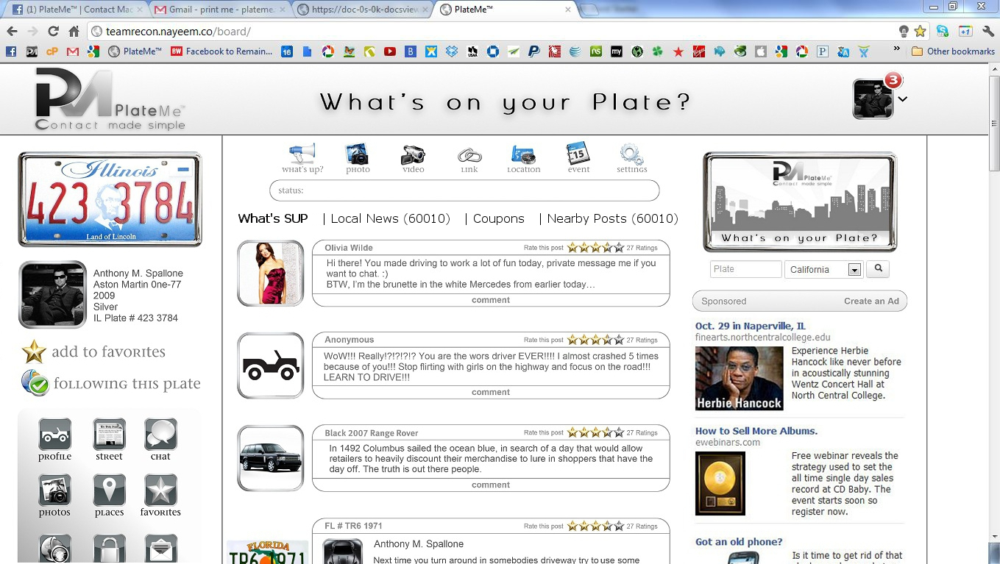 (1) PlateMe™ | Contact Mac
Gmail - print me - plateme.
https://doc-0s-0k-docsview
PlateMe™
teamrecon.nayeem.co/board/
PlateMe™
BW Facebook to Remain...
16
Other bookmarks
PM PlateMe™
Contact made simple
What's on your Plate?
3
Illinois
423 3784
Land of Lincoln
Anthony M. Spallone
Aston Martin One-77
2009
Silver
IL Plate # 423 3784
add to favorites
following this plate
profile
street
chat
photos
places
favorites
what's up?
photo
video
link
location
event
settings
15
status:
What's SUP | Local News (60010) | Coupons | Nearby Posts (60010)
Olivia Wilde
Rate this post
27 Ratings
Hi there! You made driving to work a lot of fun today, private message me if you
want to chat. :)
BTW, I'm the brunette in the white Mercedes from earlier today…
comment
Anonymous
Rate this post
27 Ratings
WoW!!! Really!?!?!?!? You are the wors driver EVER!!!! I almost crashed 5 times
because of you!!! Stop flirting with girls on the highway and focus on the road!!!
LEARN TO DRIVE!!!
comment
Black 2007 Range Rover
Rate this post
27 Ratings
In 1492 Columbus sailed the ocean blue, in search of a day that would allow
retailers to heavily discount their merchandise to lure in shoppers that have the
day off. The truth is out there people.
comment
FL # TR6 1971
Rate this post
27 Ratings
FLORIDA
TR6 1971
Anthony M. Spallone
Next time you turn around in somebodies driveway try to use some
PM PlateMe™
Contact made simple
What's on your Plate?
Plate
California
Sponsored
Create an Ad
Oct. 29 in Naperville, IL
finearts.northcentralcollege.edu
Herbie Hancock
Experience Herbie
Hancock like never before
in acoustically stunning
Wentz Concert Hall at
North Central College.
How to Sell More Albums.
ewebinars.com
Free webinar reveals the
strategy used to set the
all time single day sales
record at CD Baby. The
event starts soon so
register now.
Got an old phone?
Is it time to get rid of that